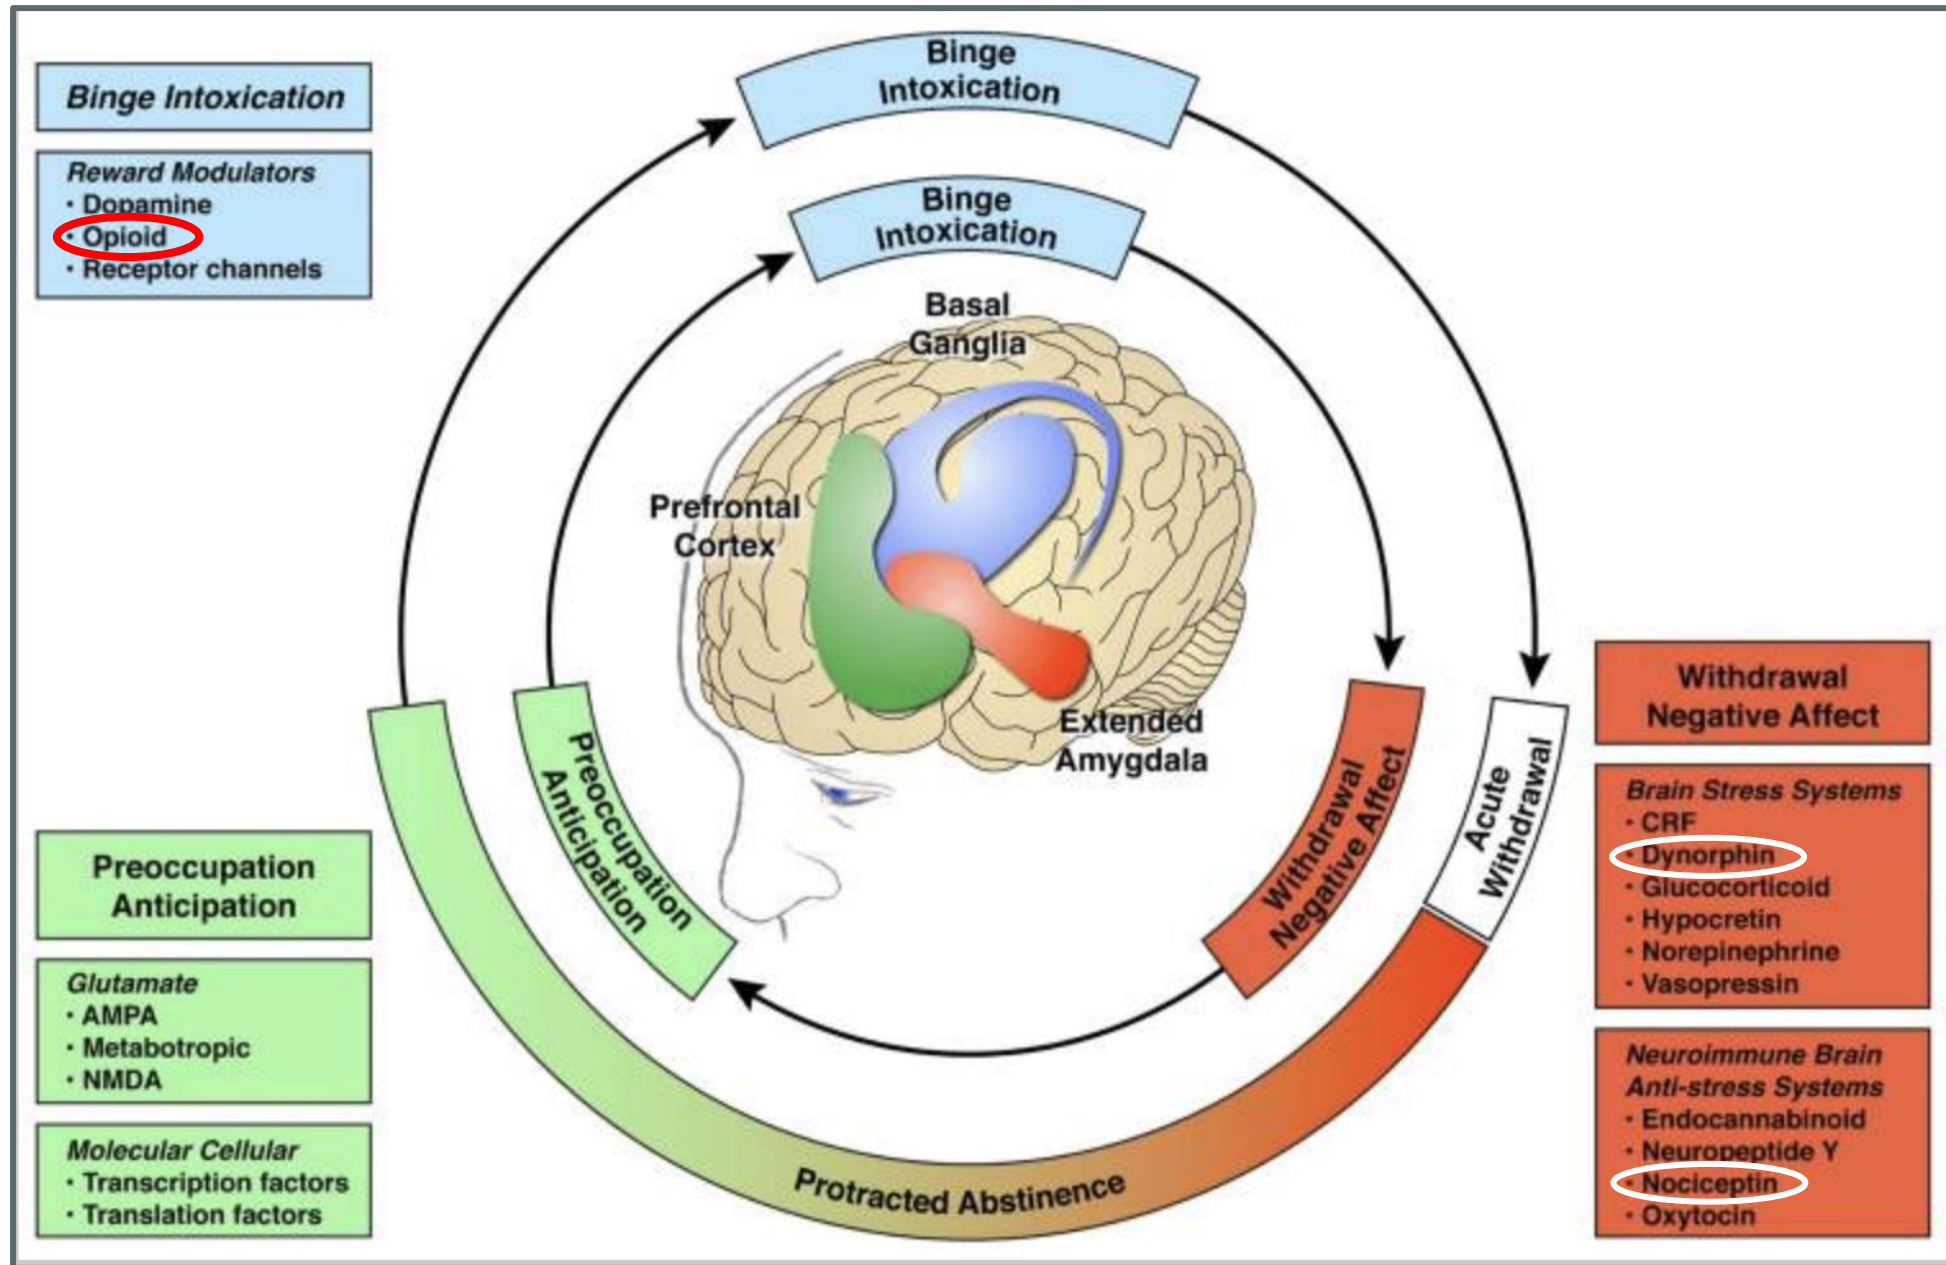 Binge Intoxication
Reward Modulators
• Dopamine
• Opioid
• Receptor channels
Binge
Intoxication
Binge
Intoxication
Basal
Ganglia
Prefrontal
Cortex
Extended
Amygdala
Preoccupation
Anticipation
Withdrawal
Negative Affect
Acute
Withdrawal
Protracted Abstinence
Preoccupation
Anticipation
Glutamate
• AMPA
• Metabotropic
• NMDA
Molecular Cellular
• Transcription factors
• Translation factors
Withdrawal
Negative Affect
Brain Stress Systems
• CRF
• Dynorphin
• Glucocorticoid
• Hypocretin
• Norepinephrine
• Vasopressin
Neuroimmune Brain
Anti-stress Systems
• Endocannabinoid
• Neuropeptide Y
• Nociceptin
• Oxytocin